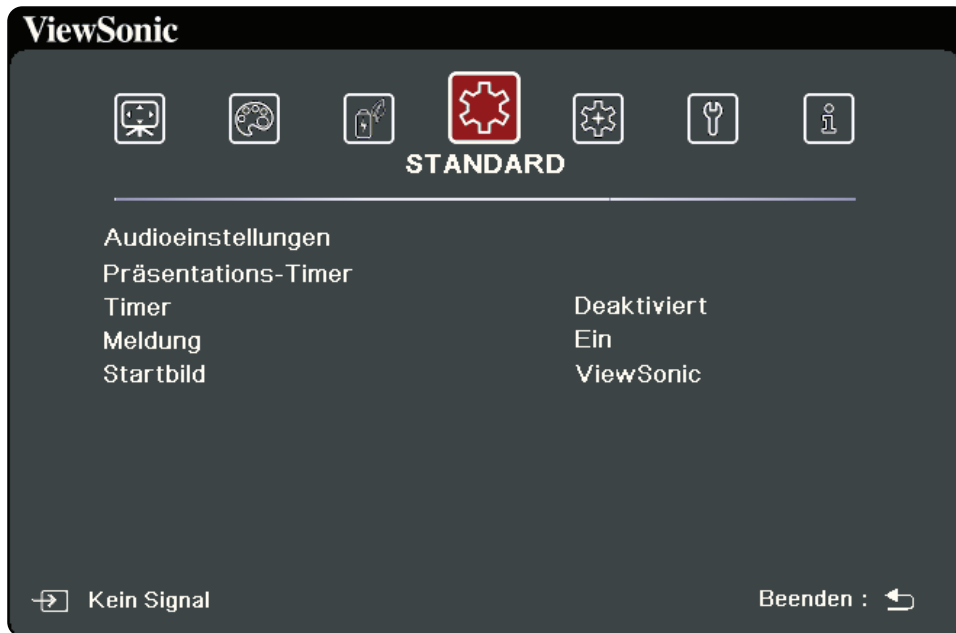 ViewSonic
STANDARD
Audioeinstellungen
Präsentations-Timer
Timer Deaktiviert
Meldung Ein
Startbild ViewSonic
Kein Signal Beenden :